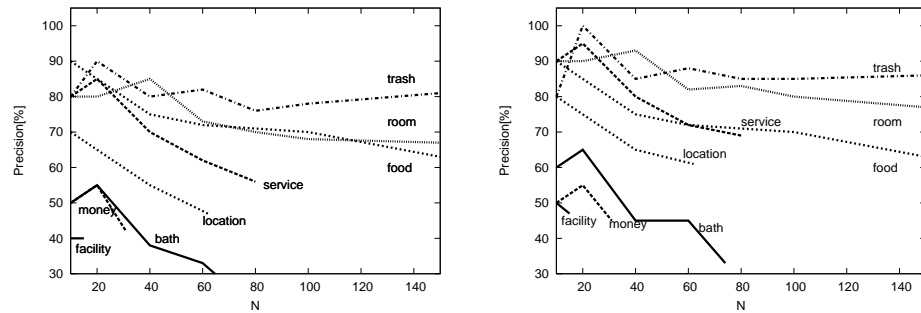 100
90
80
70
60
50
40
30
Precision[%]
20 40 60 80 100 120 140
N
trash
room
food
service
location
money
bath
facility
100
90
80
70
60
50
40
30
Precision[%]
20 40 60 80 100 120 140
N
trash
room
service
location
food
facility
money
bath